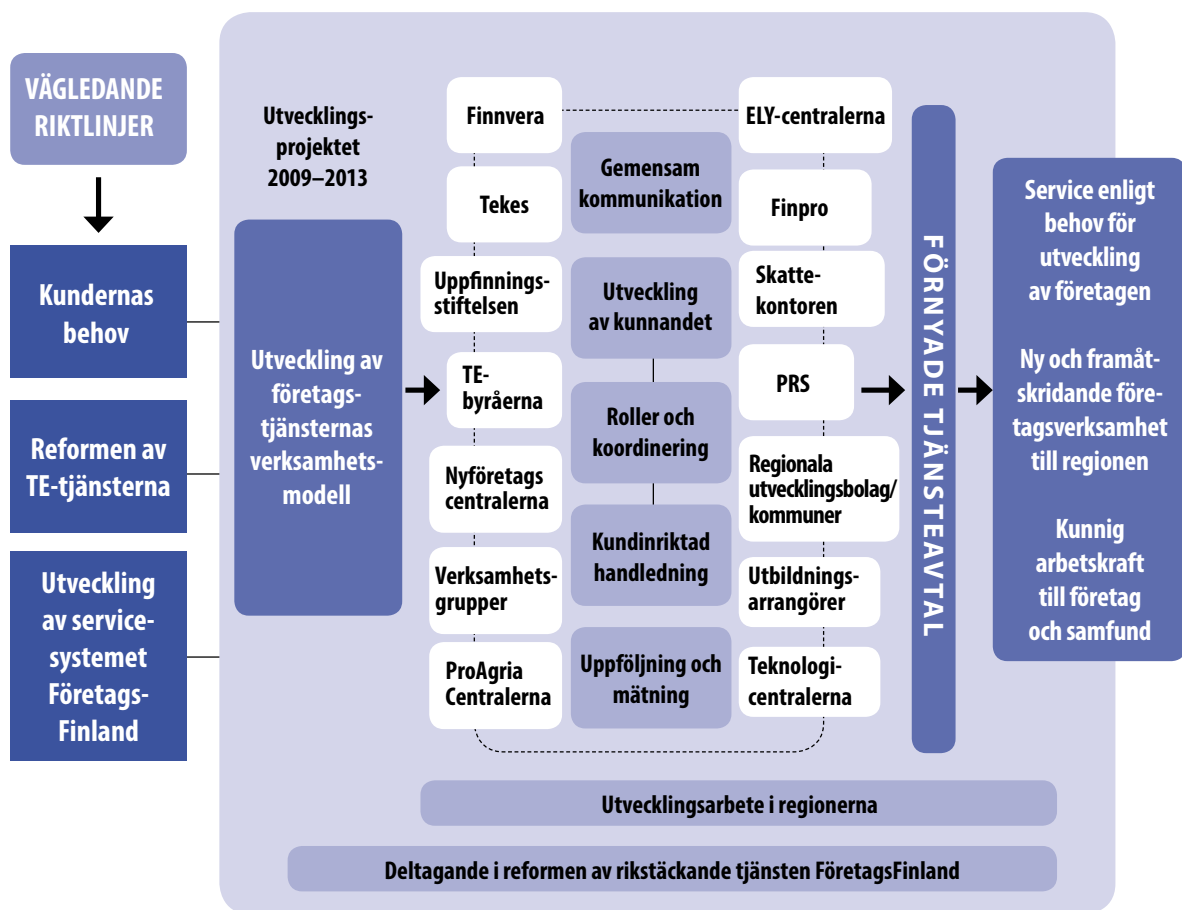 VÄGLEDANDE
RIKTLINJER
Kundernas
behov
Reformen av
TE-tjänsterna
Utveckling
av service-
systemet
Företags-
Finland
Utvecklings-
projektet
2009–2013
Utveckling av
företags-
tjänsternas
verksamhets-
modell
Finnvera
Tekes
Uppfinnings-
stiftelsen
TE-
byråerna
Nyföretags
centralerna
Verksamhets-
grupper
ProAgria
Centralerna
Gemensam
kommunikation
Utveckling
av kunnandet
Roller och
koordinering
Kundinriktad
handledning
Uppföljning och
mätning
ELY-centralerna
Finpro
Skatte-
kontoren
PRS
Regionala
utvecklingsbolag/
kommuner
Utbildnings-
arrangörer
Teknologi-
centralerna
FÖRNYADE TJÄNSTEAVTAL
Service enligt
behov för
utveckling
av företagen
Ny och framåt-
skridande före-
tagsverksamhet
till regionen
Kunnig
arbetskraft
till företag
och samfund
Utvecklingsarbete i regionerna
Deltagande i reformen av rikstäckande tjänsten FöretagsFinland